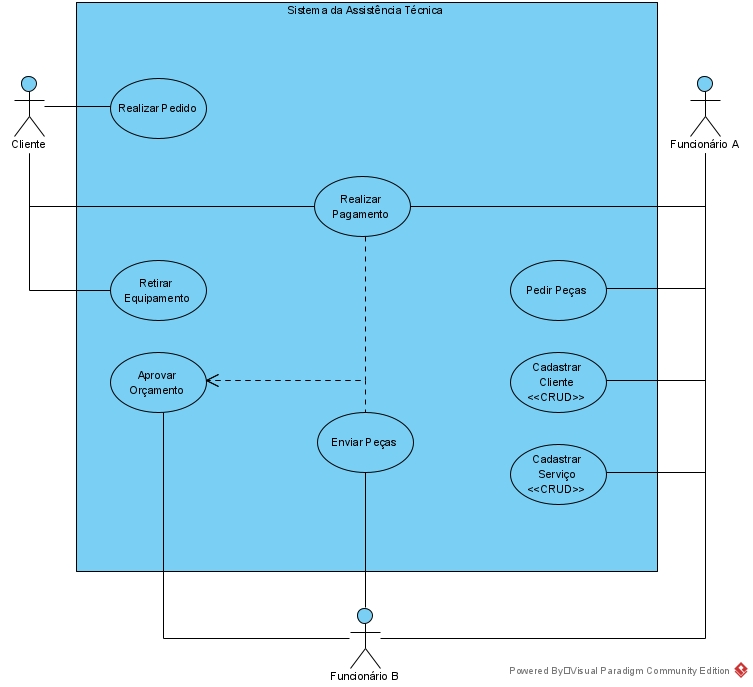 Sistema da Assistência Técnica
Realizar Pedido
Cliente
Funcionário A
Realizar
Pagamento
Retirar
Equipamento
Pedir Peças
Aprovar
Orçamento
Cadastrar
Cliente
<<CRUD>>
Enviar Peças
Cadastrar
Serviço
<<CRUD>>
Funcionário B
Powered By□Visual Paradigm Community Edition